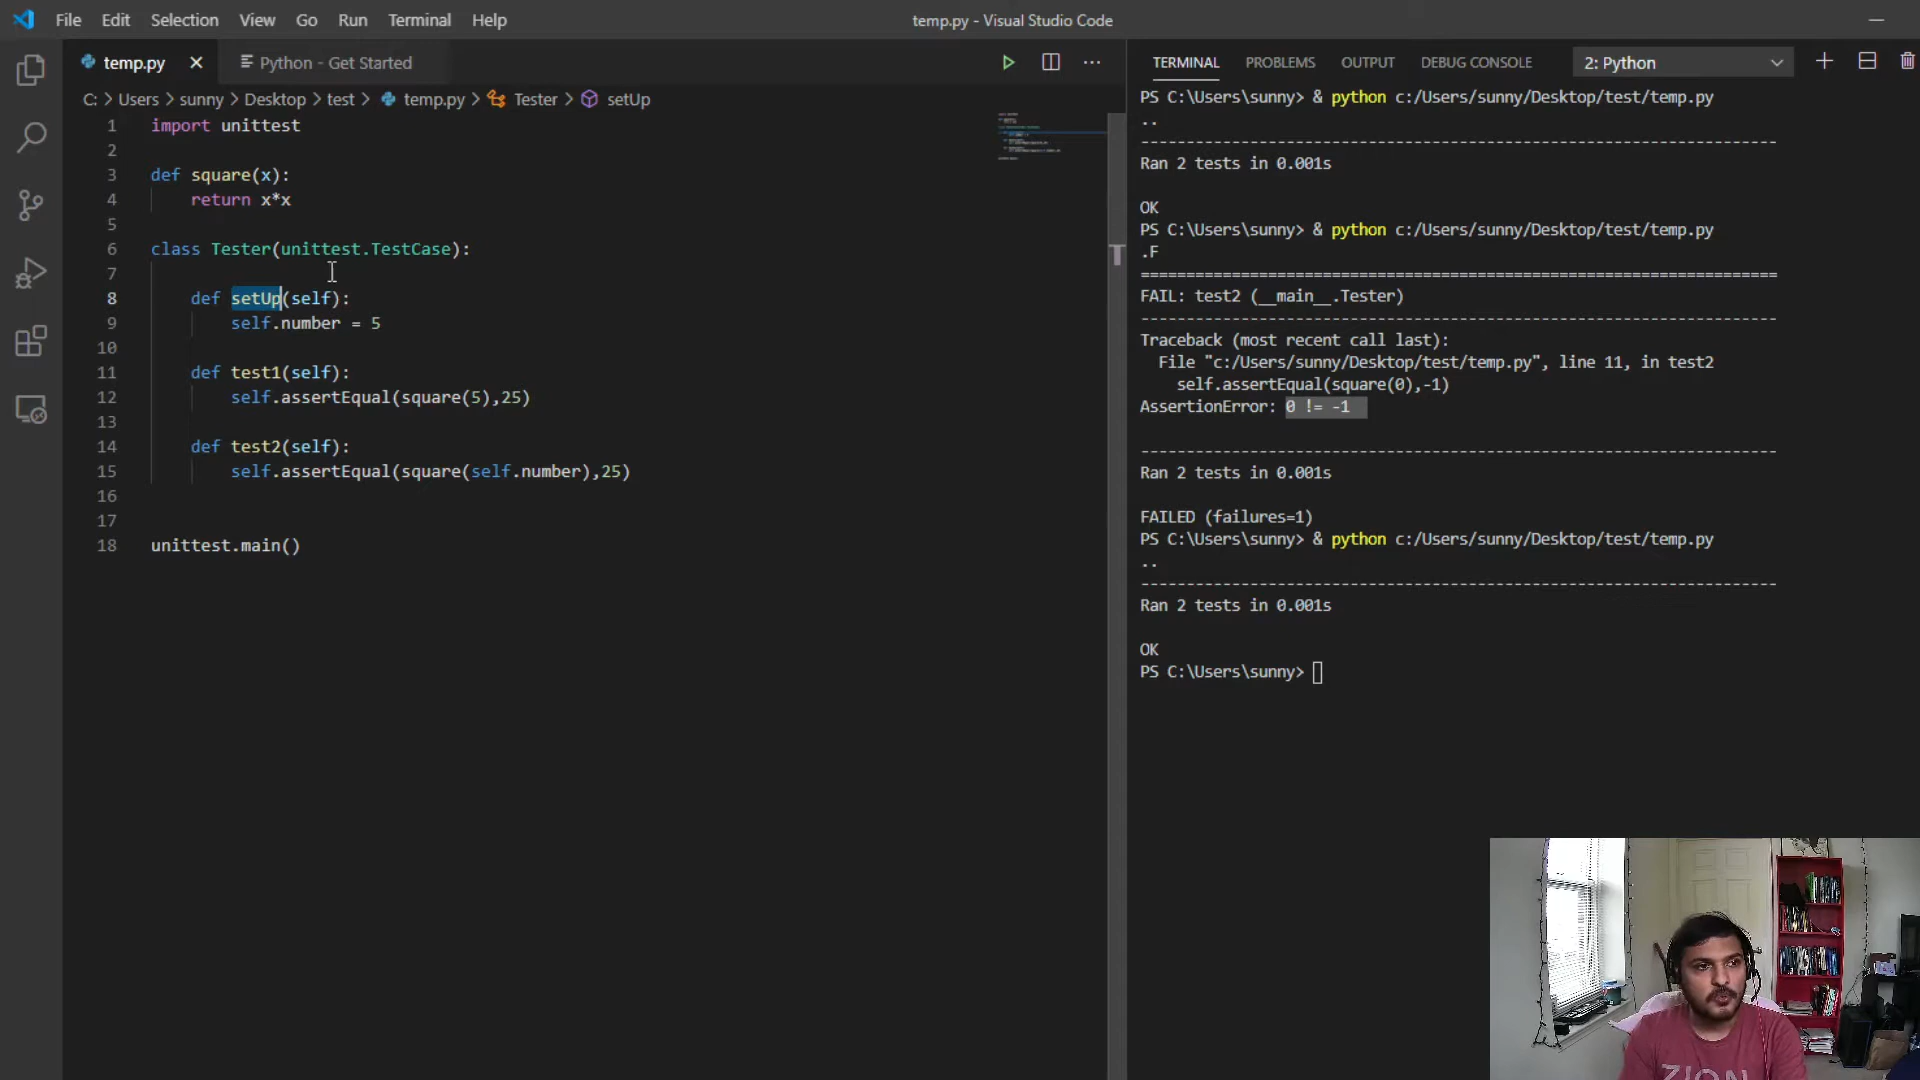 File Edit Selection View Go Run Terminal Help
temp.py - Visual Studio Code
temp.py
Python - Get Started
C: > Users > sunny > Desktop > test > temp.py > Tester > setUp
1 import unittest
2
3 def square(x):
4 return x*x
5
6 class Tester(unittest.TestCase):
7
8 def setUp(self):
9 self.number = 5
10
11 def test1(self):
12 self.assertEqual(square(5),25)
13
14 def test2(self):
15 self.assertEqual(square(self.number),25)
16
17
18 unittest.main()
TERMINAL PROBLEMS OUTPUT DEBUG CONSOLE 2: Python
PS C:\Users\sunny> & python c:/Users/sunny/Desktop/test/temp.py
..
----------------------------------------------------------------------
Ran 2 tests in 0.001s
OK
PS C:\Users\sunny> & python c:/Users/sunny/Desktop/test/temp.py
.F
======================================================================
FAIL: test2 (__main__.Tester)
----------------------------------------------------------------------
Traceback (most recent call last):
File "c:/Users/sunny/Desktop/test/temp.py", line 11, in test2
self.assertEqual(square(0),-1)
AssertionError: 0 != -1
----------------------------------------------------------------------
Ran 2 tests in 0.001s
FAILED (failures=1)
PS C:\Users\sunny> & python c:/Users/sunny/Desktop/test/temp.py
..
----------------------------------------------------------------------
Ran 2 tests in 0.001s
OK
PS C:\Users\sunny>
ZION